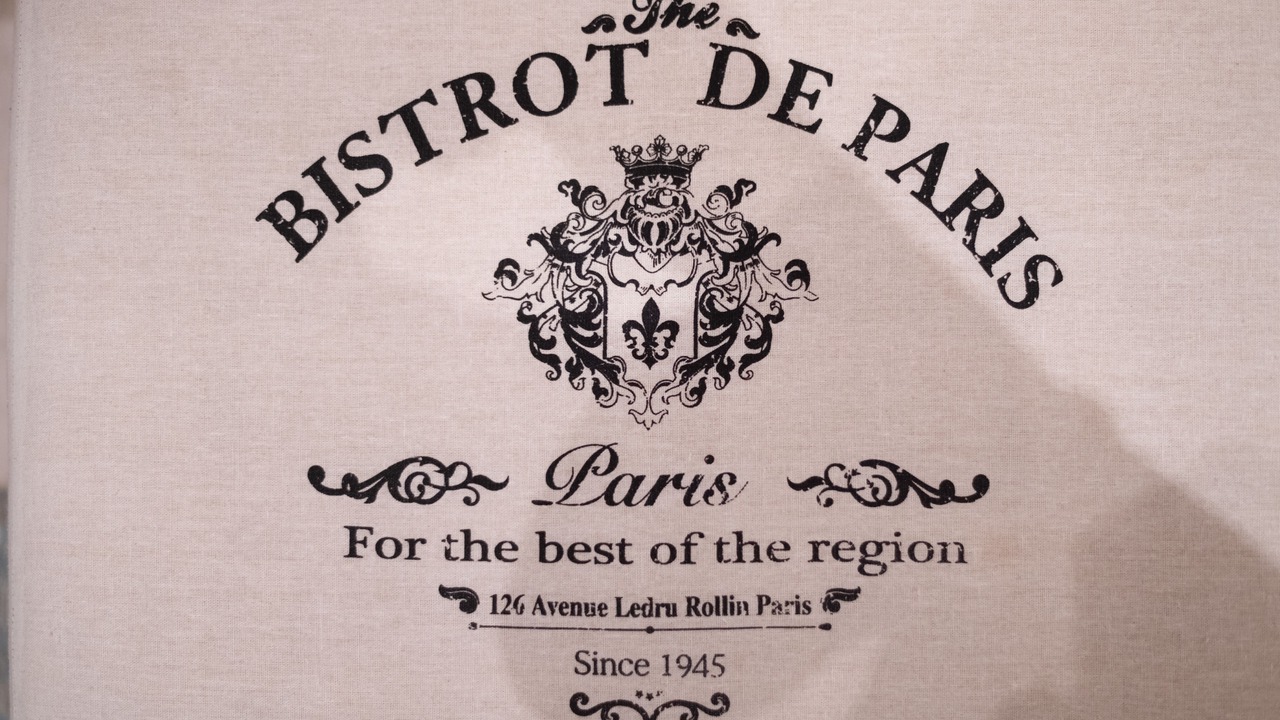 The
BISTROT DE PARIS
Paris
For the best of the region
126 Avenue Ledru Rollin Paris
Since 1945